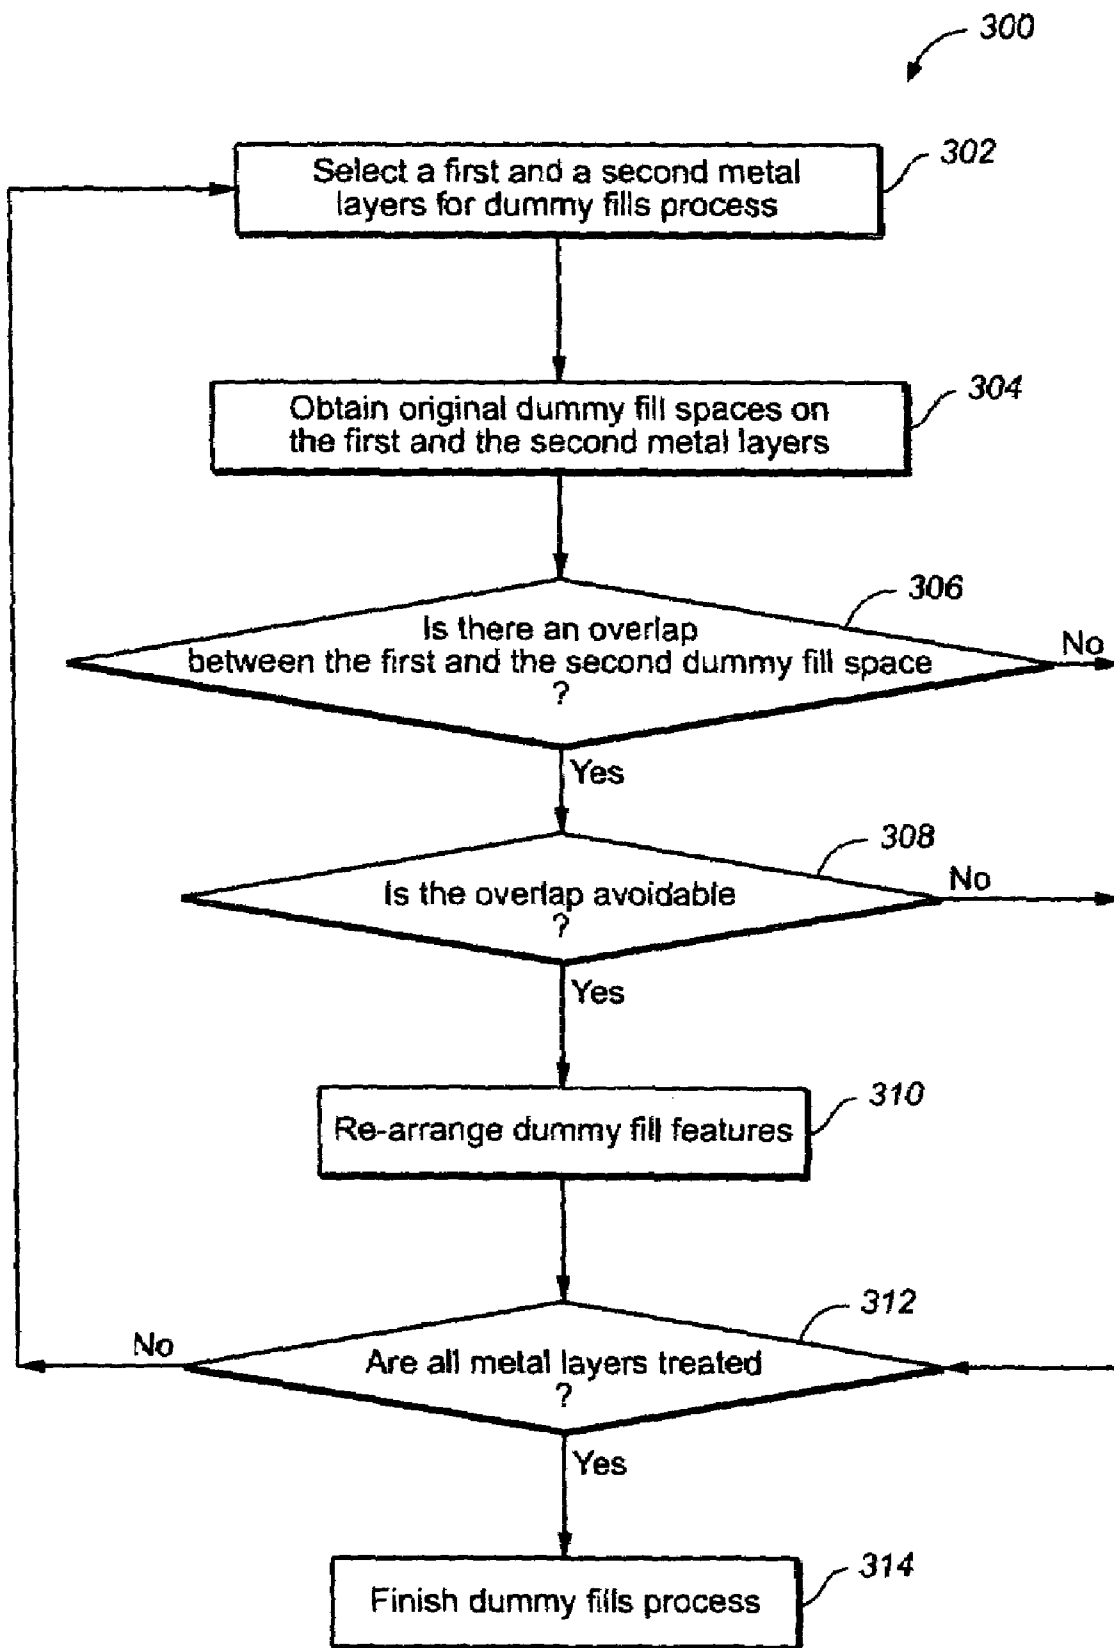 300
Select a first and a second metal
layers for dummy fills process
302
Obtain original dummy fill spaces on
the first and the second metal layers
304
306
Is there an overlap
between the first and the second dummy fill space
?
No
Yes
308
Is the overlap avoidable
?
No
Yes
310
Re-arrange dummy fill features
312
No
Are all metal layers treated
?
Yes
314
Finish dummy fills process